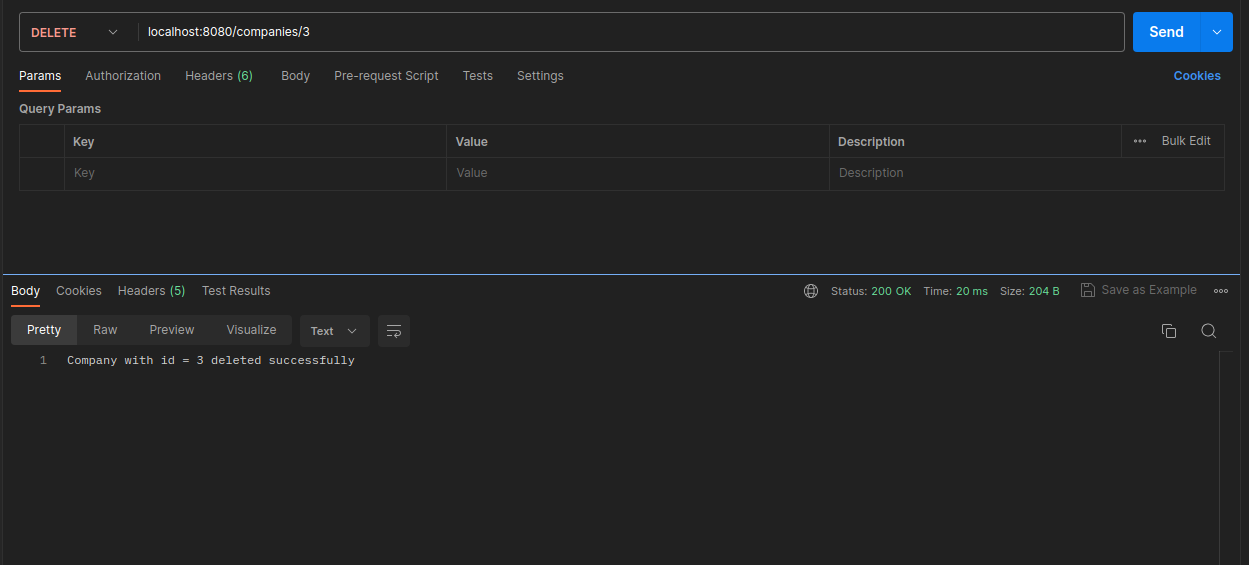 DELETE localhost:8080/companies/3 Send
Params Authorization Headers (6) Body Pre-request Script Tests Settings Cookies
Query Params
Key Value Description Bulk Edit
Key Value Description
Body Cookies Headers (5) Test Results Status: 200 OK Time: 20 ms Size: 204 B Save as Example
Pretty Raw Preview Visualize Text
1 Company with id = 3 deleted successfully